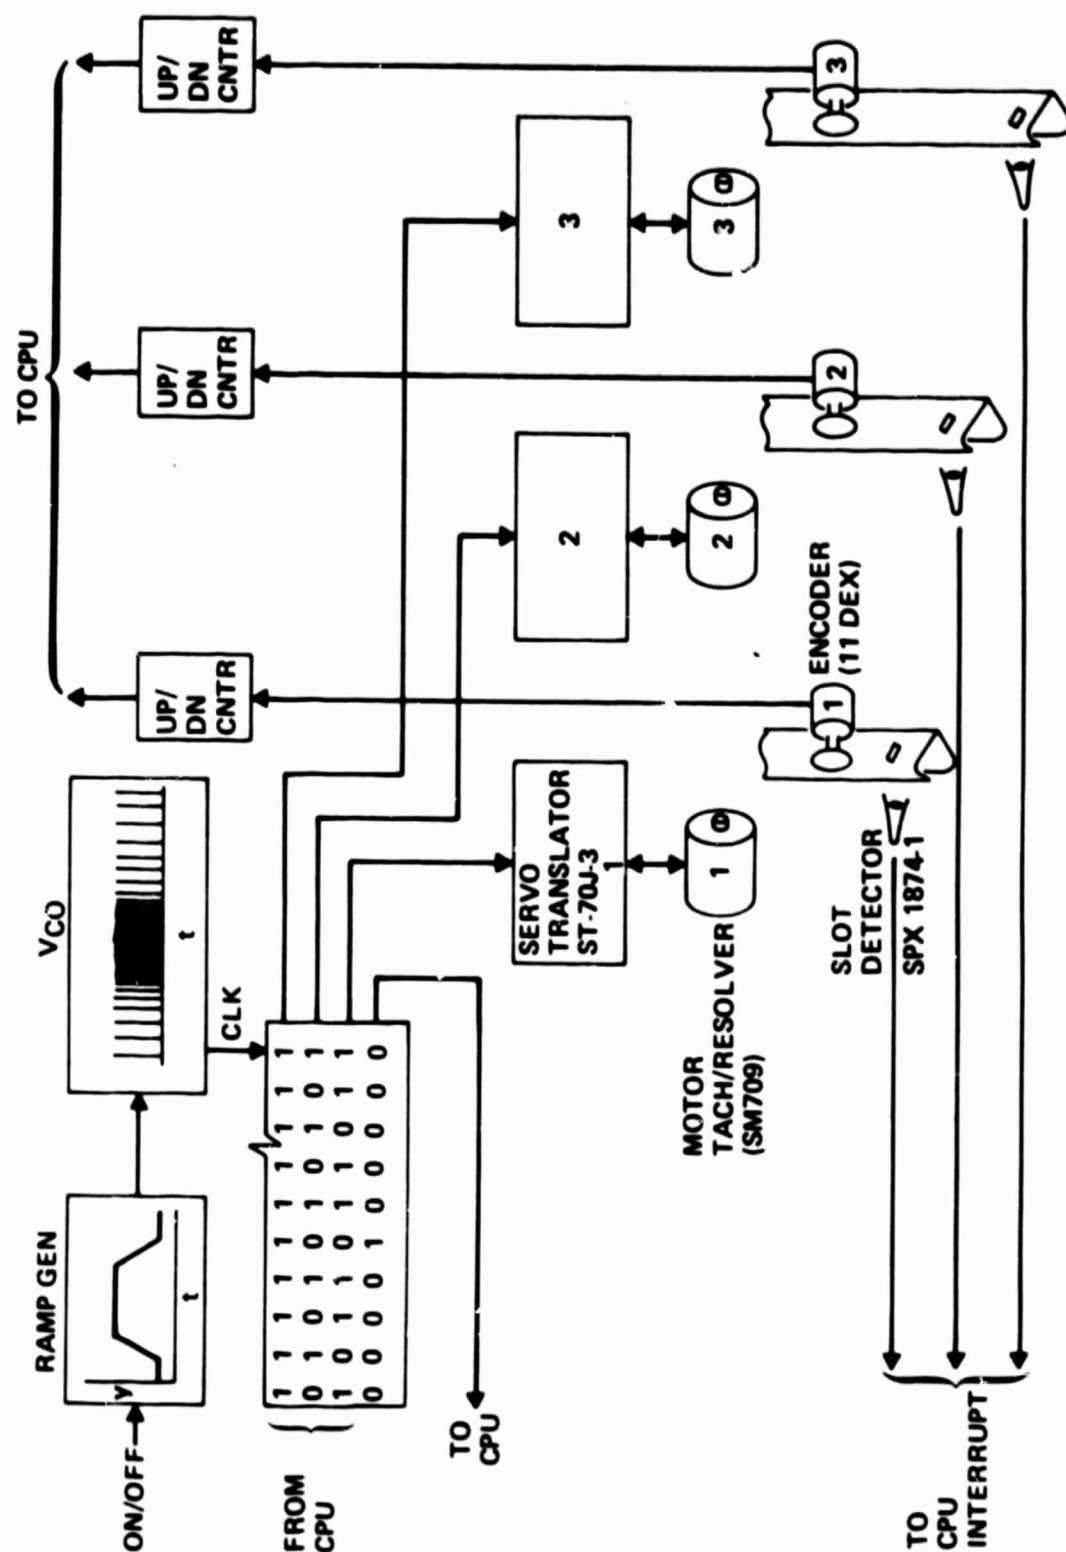 ON/OFF
RAMP GEN
V
t
VCO
t
CLK
TO CPU
UP/
DN
CNTR
UP/
DN
CNTR
UP/
DN
CNTR
FROM
CPU
1 1 1 1 1 1 1 1 1 1
0 1 0 1 0 1 0 1 0 1
1 0 1 1 0 1 1 0 1 1
0 0 0 0 1 0 0 0 0 0
TO
CPU
SERVO
TRANSLATOR
ST-70J-3
1
2
3
MOTOR
TACH/RESOLVER
(SM709)
1
2
3
1
ENCODER
(11 DEX)
2
3
SLOT
DETECTOR
SPX 1874-1
TO
CPU
INTERRUPT